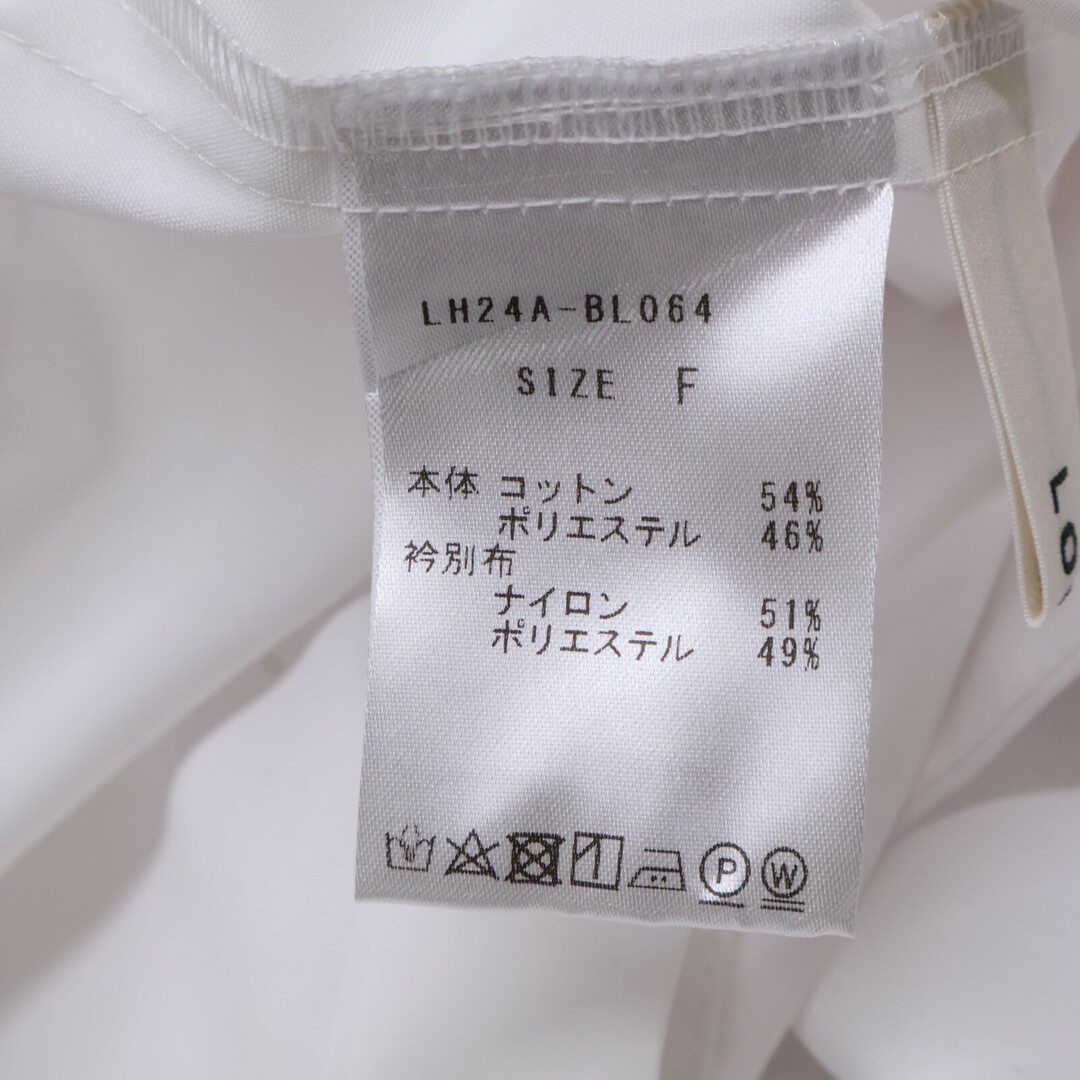 LH24A-BL064
SIZE F
本体 コットン 54%
ポリエステル 46%
衿別布
ナイロン 51%
ポリエステル 49%
P W
LO